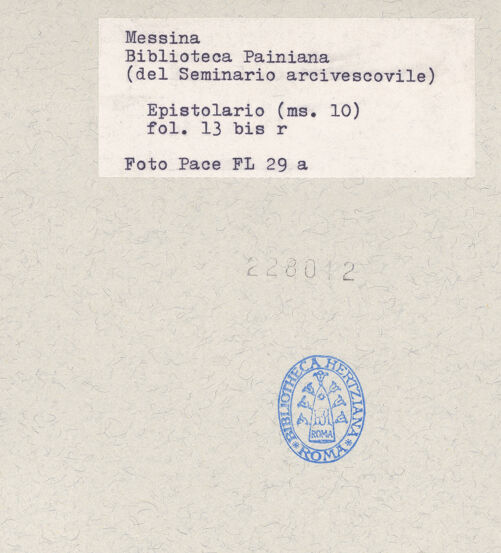 Messina
Biblioteca Painiana
(del Seminario arcivescovile)
Epistolario (ms. 10)
fol. 13 bis r
Foto Pace FL 29 a
228012
BIBLIOTHECA HERTZIANA
ROMA
ROMA